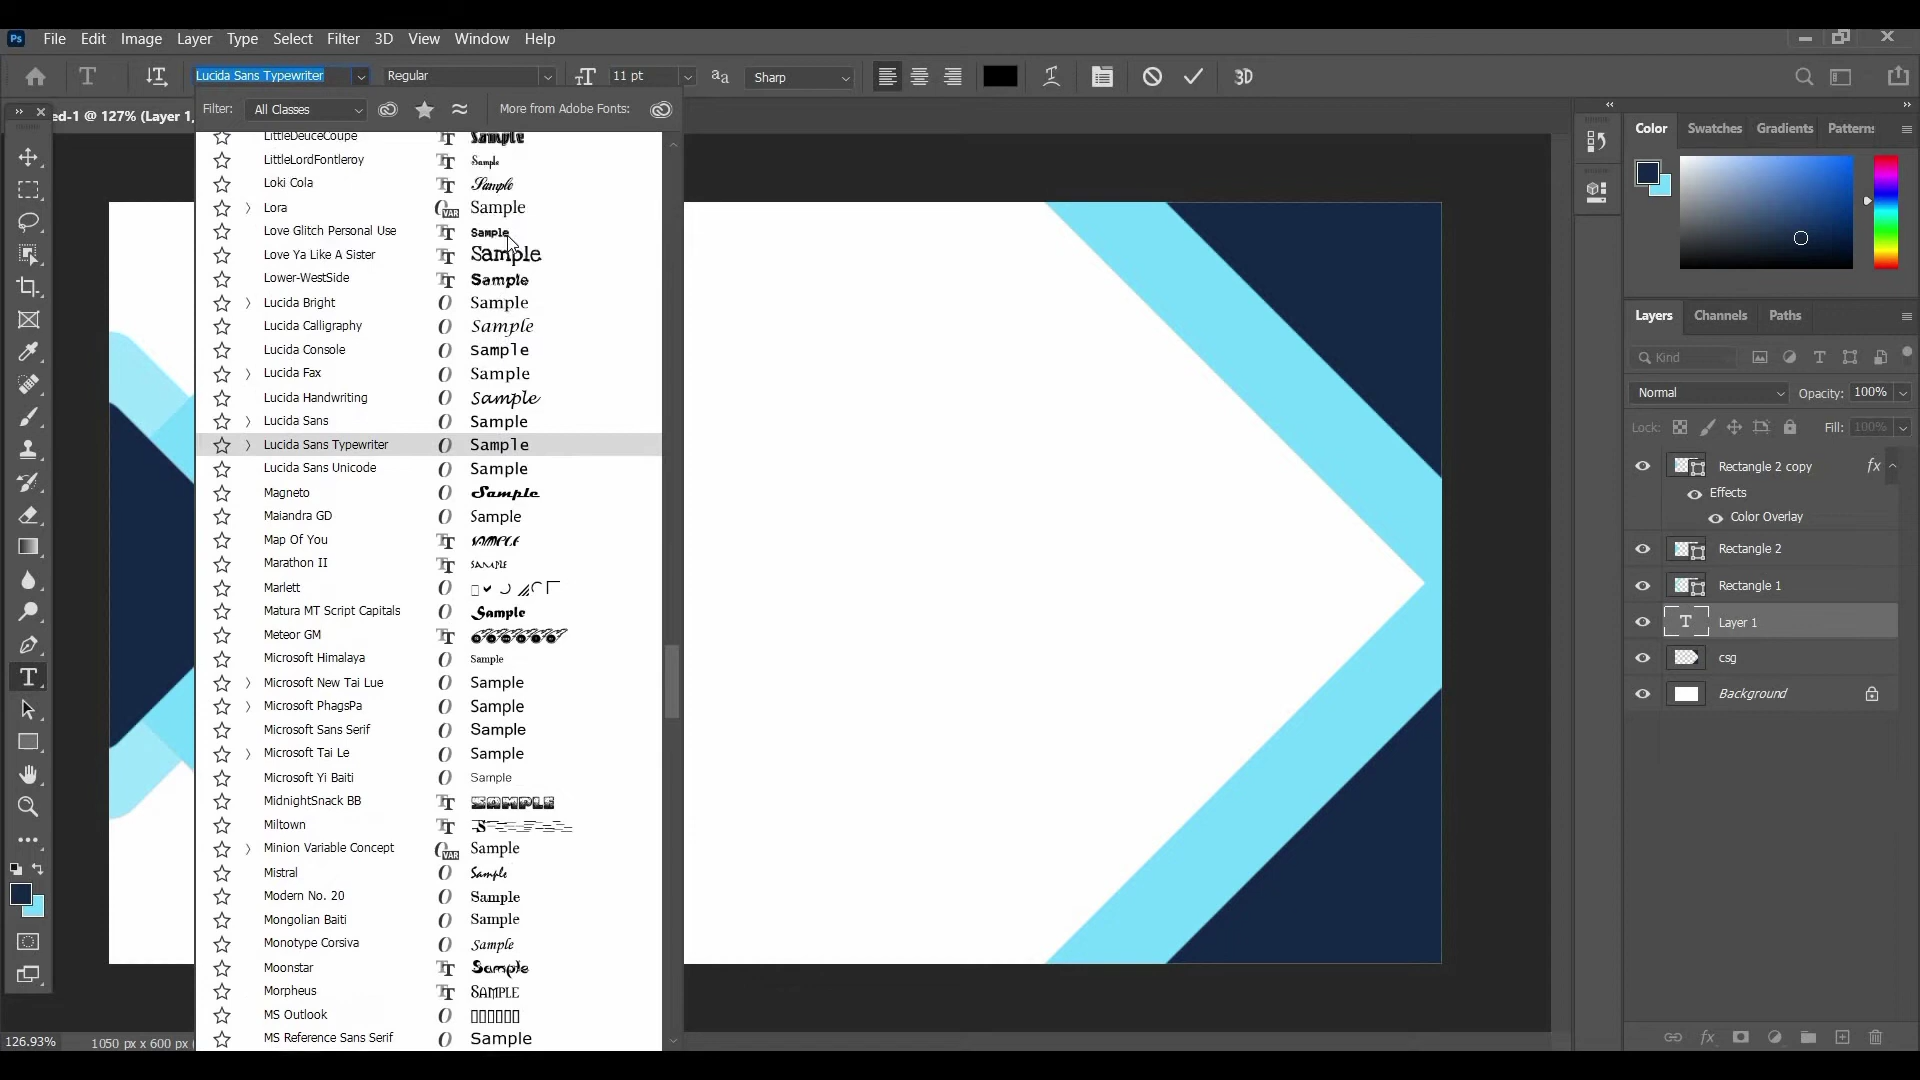 Ps File Edit Image Layer Type Select Filter 3D View Window Help
Lucida Sans Typewriter Regular 11 pt Sharp 3D
Filter: All Classes More from Adobe Fonts:
ed-1 @ 127% (Layer 1,
LittleDeuceCoupe Sample
LittleLordFontleroy Sample
Loki Cola Sample
Lora Sample
Love Glitch Personal Use Sample
Love Ya Like A Sister Sample
Lower-WestSide Sample
Lucida Bright Sample
Lucida Calligraphy Sample
Lucida Console Sample
Lucida Fax Sample
Lucida Handwriting Sample
Lucida Sans Sample
Lucida Sans Typewriter Sample
Lucida Sans Unicode Sample
Magneto Sample
Maiandra GD Sample
Map Of You SAMPLE
Marathon II SAMPLE
Marlett
Matura MT Script Capitals Sample
Meteor GM
Microsoft Himalaya Sample
Microsoft New Tai Lue Sample
Microsoft PhagsPa Sample
Microsoft Sans Serif Sample
Microsoft Tai Le Sample
Microsoft Yi Baiti Sample
MidnightSnack BB SAMPLE
Miltown S
Minion Variable Concept Sample
Mistral Sample
Modern No. 20 Sample
Mongolian Baiti Sample
Monotype Corsiva Sample
Moonstar Sample
Morpheus SAMPLE
MS Outlook
MS Reference Sans Serif Sample
126.93% 1050 px x 600 px (
Color Swatches Gradients Patterns
Layers Channels Paths
Kind
Normal Opacity: 100%
Lock: Fill: 100%
Rectangle 2 copy fx
Effects
Color Overlay
Rectangle 2
Rectangle 1
T Layer 1
csg
Background
fx